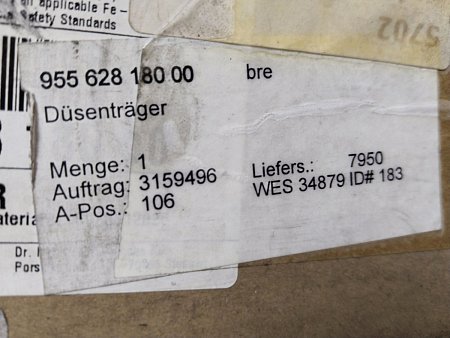 applicable Fe –
Safety Standards
5702
955 628 180 00 bre
Düsenträger
Menge: 1 Liefers.: 7950
Auftrag: 3159496 WES 34879 ID# 183
A-Pos.: 106
R
ateria
Dr.
Pors